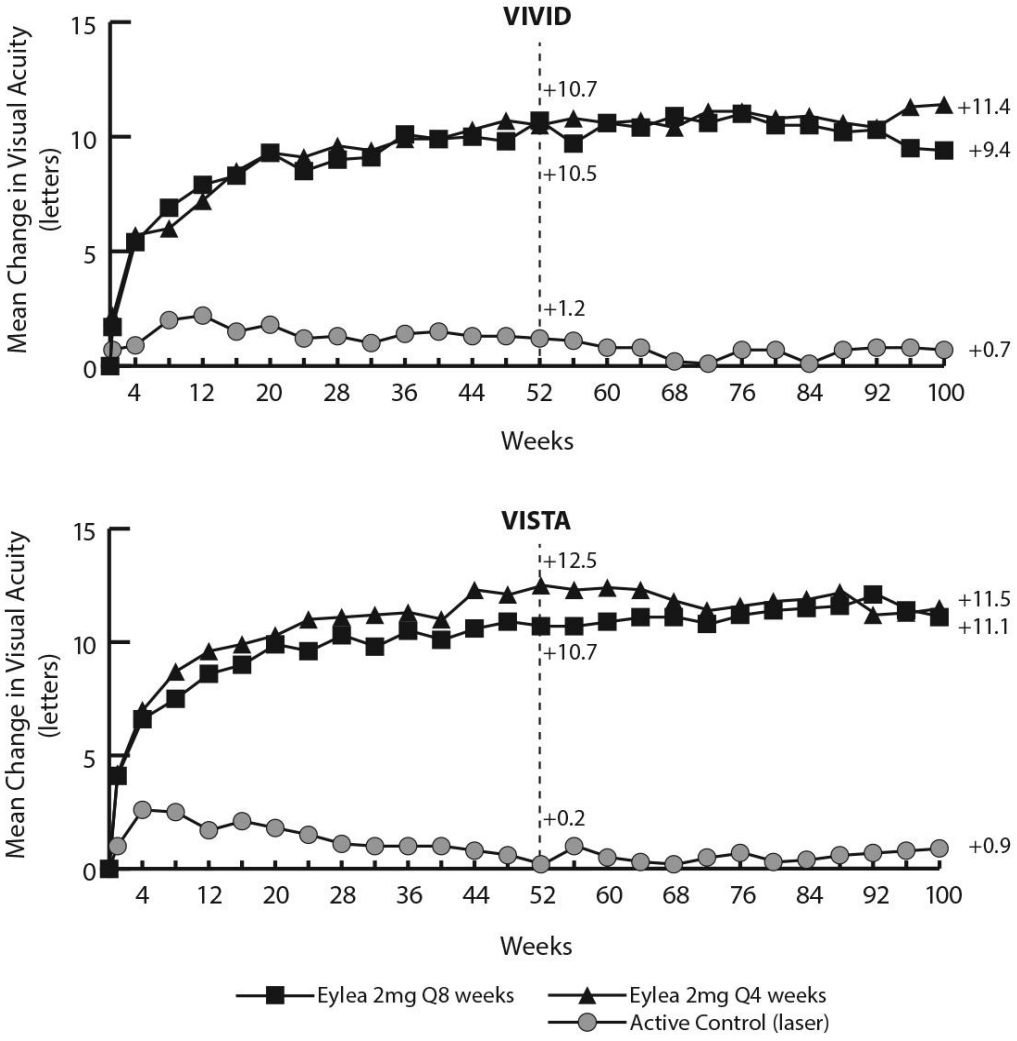 VIVID
Mean Change in Visual Acuity
(letters)
15
10
5
0
+10.7
+10.5
+1.2
+11.4
+9.4
+0.7
4 12 20 28 36 44 52 60 68 76 84 92 100
Weeks
VISTA
Mean Change in Visual Acuity
(letters)
15
10
5
0
+12.5
+10.7
+0.2
+11.5
+11.1
+0.9
4 12 20 28 36 44 52 60 68 76 84 92 100
Weeks
Eylea 2mg Q8 weeks Eylea 2mg Q4 weeks
Active Control (laser)